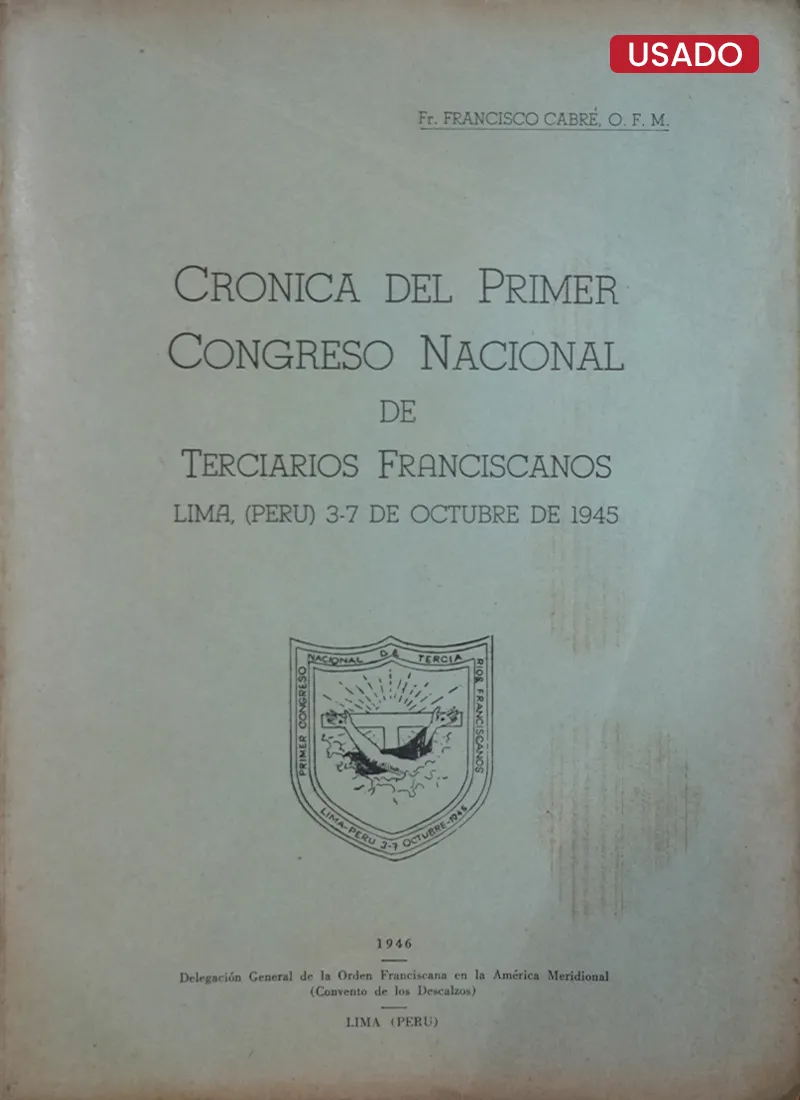 USADO
Fr. FRANCISCO CABRÉ, O. F. M.
CRONICA DEL PRIMER
CONGRESO NACIONAL
DE
TERCIARIOS FRANCISCANOS
LIMA, (PERU) 3-7 DE OCTUBRE DE 1945
PRIMER CONGRESO NACIONAL DE TERCIARIOS FRANCISCANOS
LIMA-PERU 3-7 OCTUBRE-1945
1946
Delegación General de la Orden Franciscana en la América Meridional
(Convento de los Descalzos)
LIMA (PERU)